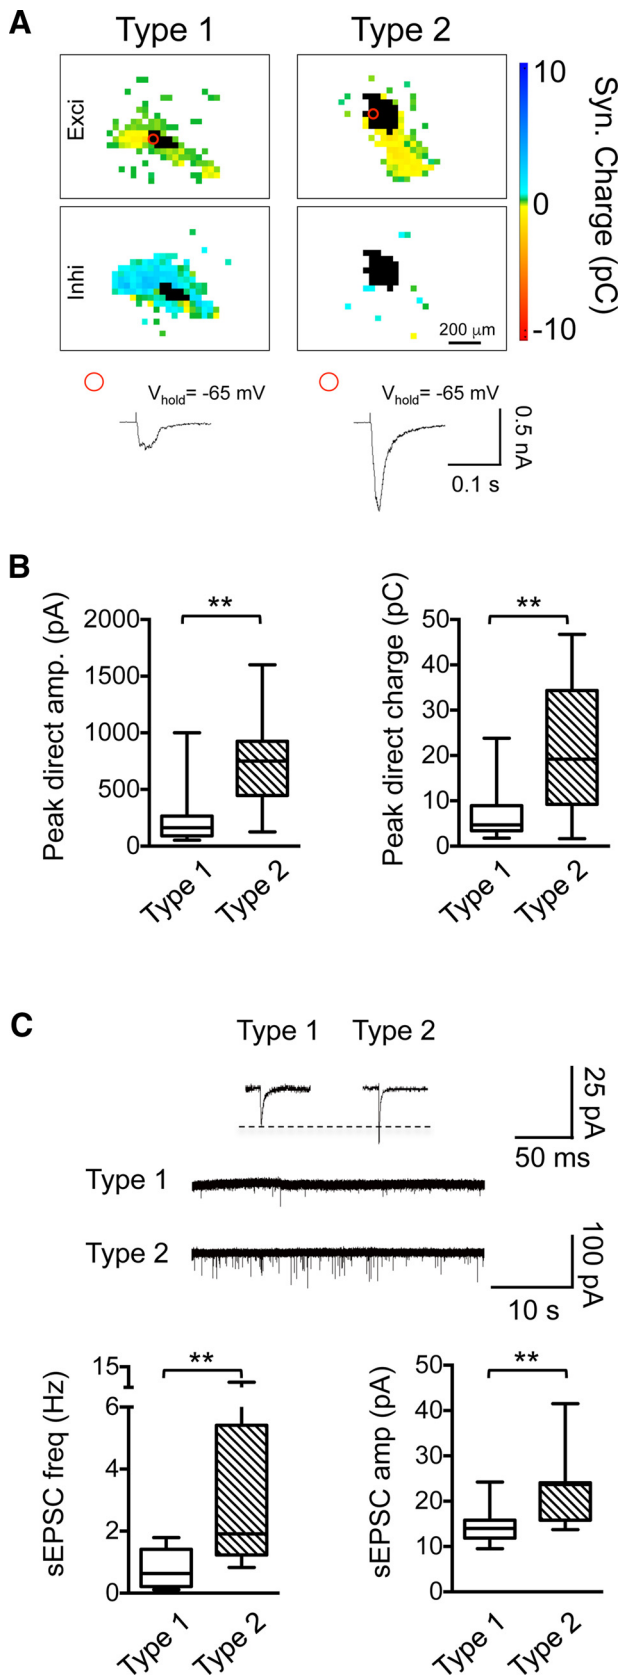 A
Type 1
Type 2
Exci
Inhi
200 µm
10
0
-10
Syn. Charge (pC)
Vhold= -65 mV
Vhold= -65 mV
0.5 nA
0.1 s
B
Peak direct amp. (pA)
2000
1500
1000
500
0
**
Type 1
Type 2
Peak direct charge (pC)
50
40
30
20
10
0
**
Type 1
Type 2
C
Type 1
Type 2
25 pA
50 ms
Type 1
Type 2
100 pA
10 s
sEPSC freq (Hz)
15
6
4
2
0
**
Type 1
Type 2
sEPSC amp (pA)
50
40
30
20
10
0
**
Type 1
Type 2